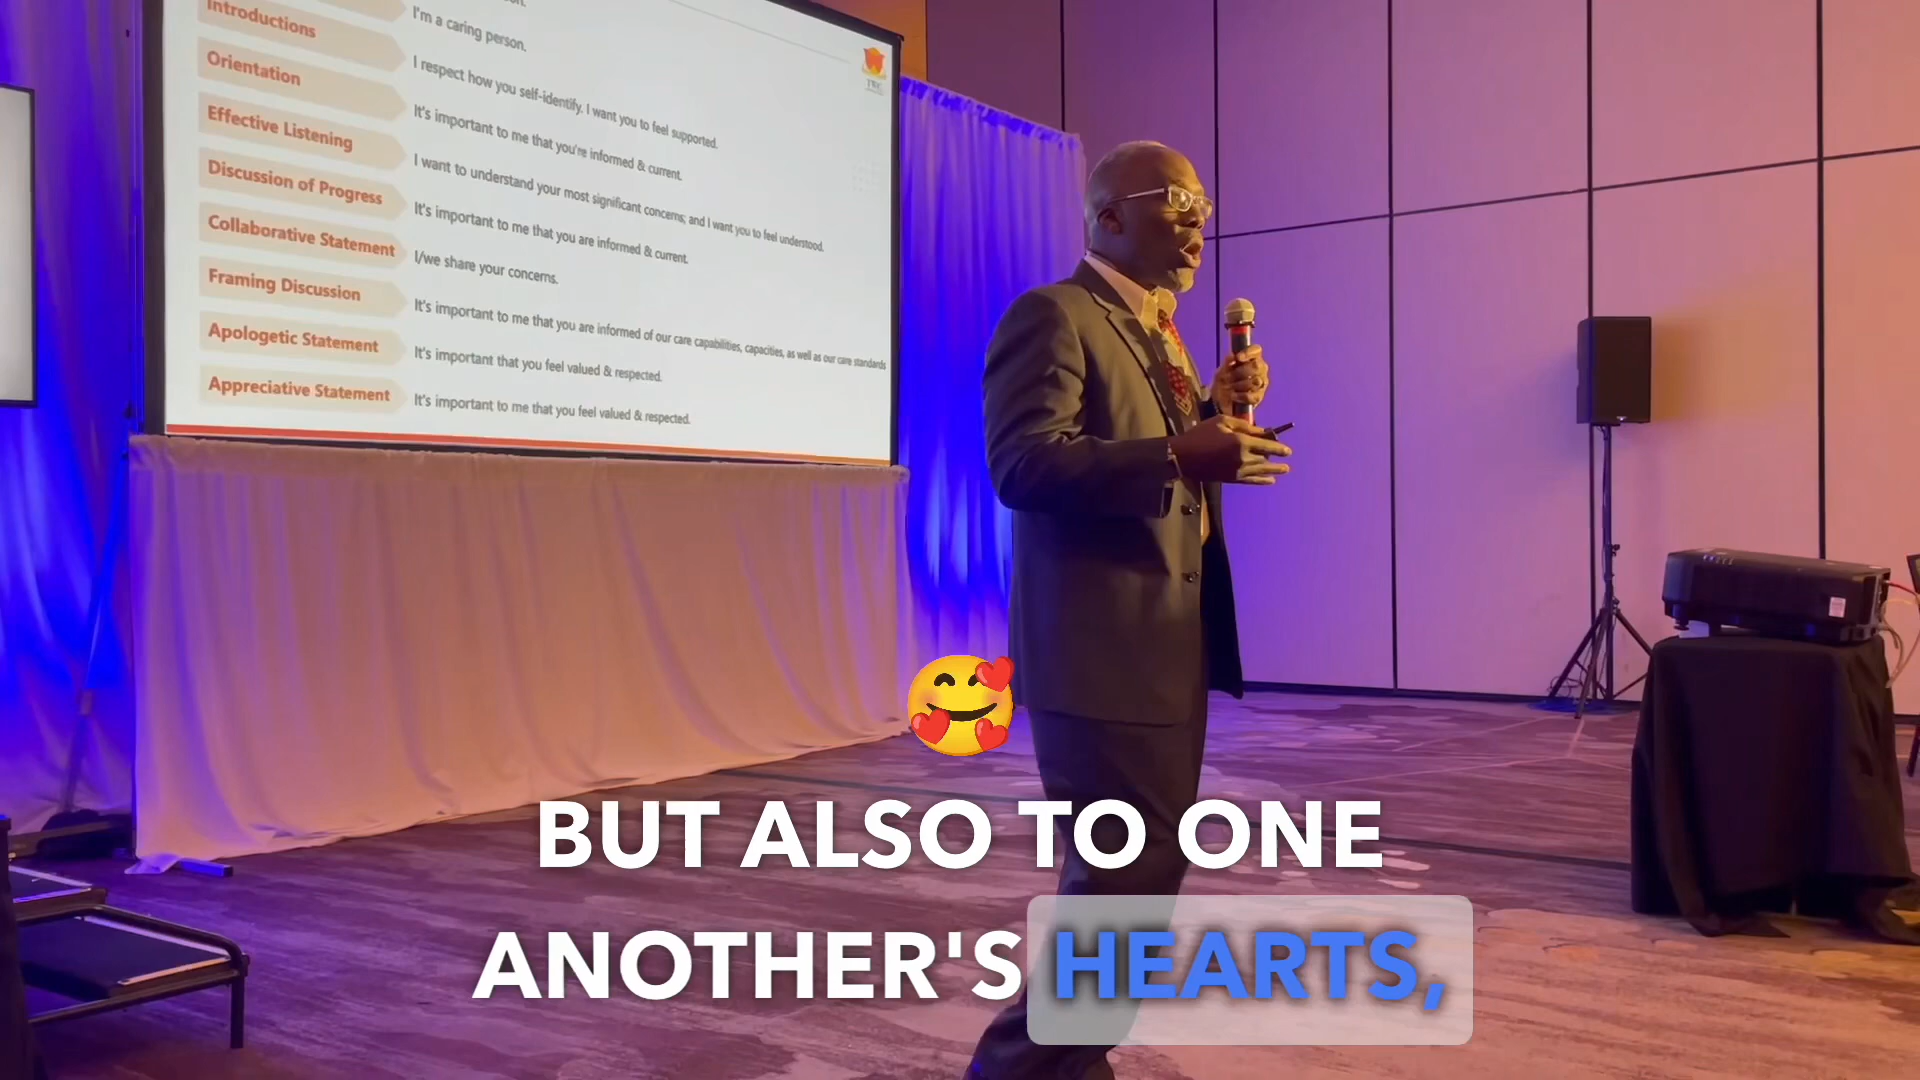 I'm a caring person.
Introductions
I respect how you self-identify. I want you to feel supported.
Orientation
It's important to me that you're informed & current.
Effective Listening
I want to understand your most significant concerns; and I want you to feel understood.
Discussion of Progress
It's important to me that you are informed & current.
Collaborative Statement
I/we share your concerns.
Framing Discussion
It's important to me that you are informed of our care capabilities, capacities, as well as our care standards
Apologetic Statement
It's important that you feel valued & respected.
Appreciative Statement
It's important to me that you feel valued & respected.
BUT ALSO TO ONE
ANOTHER'S HEARTS,